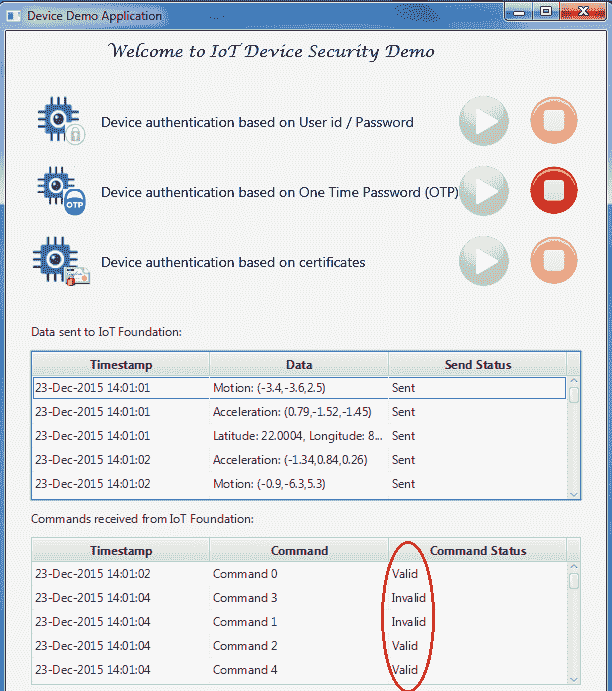 Device Demo Application
Welcome to IoT Device Security Demo
Device authentication based on User id / Password
OTP
Device authentication based on One Time Password (OTP)
Device authentication based on certificates
Data sent to IoT Foundation:
Timestamp Data Send Status
23-Dec-2015 14:01:01 Motion: (-3.4,-3.6,2.5) Sent
23-Dec-2015 14:01:01 Acceleration: (0.79,-1.52,-1.45) Sent
23-Dec-2015 14:01:01 Latitude: 22.0004, Longitude: 8... Sent
23-Dec-2015 14:01:02 Acceleration: (-1.34,0.84,0.26) Sent
23-Dec-2015 14:01:02 Motion: (-0.9,-6.3,5.3) Sent
Commands received from IoT Foundation:
Timestamp Command Command Status
23-Dec-2015 14:01:02 Command 0 Valid
23-Dec-2015 14:01:04 Command 3 Invalid
23-Dec-2015 14:01:04 Command 1 Invalid
23-Dec-2015 14:01:04 Command 2 Valid
23-Dec-2015 14:01:04 Command 4 Valid